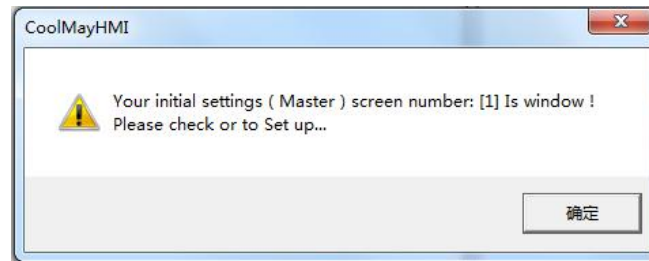 CoolMayHMI
Your initial settings ( Master ) screen number: [1] Is window !
Please check or to Set up...
确定